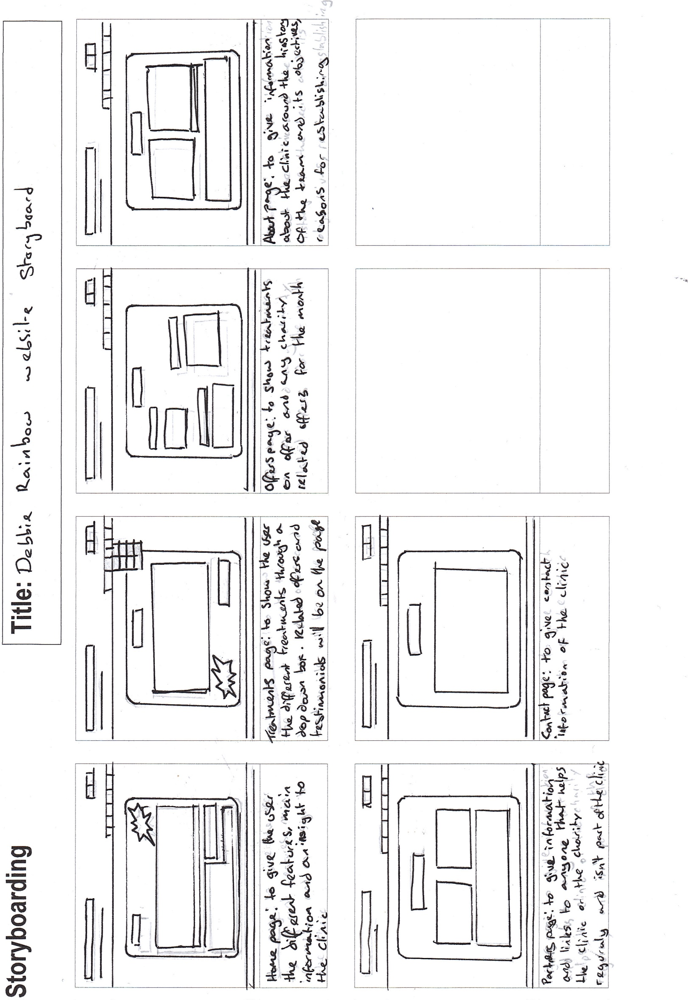 Storyboarding
Title: Debbie Rainbow website Storyboard
Home page: to give the user
the different features, main
information and an insight to
the clinic
Treatments page: to show the user
the different treatments through a
dop down box. Related offers and
testimonials will be on the page
Offers page: to show treatments
on offer and any charity
related offers for the month
About page: to give information
about the clinic around the hiastory
of the team and its objectives,
reasons for restablishing
Partners page: to give information
and links to anyone that helps
the clinic or the charity
reguraly and isn't part of the clinic
Contact page: to give contact
information of the clinic